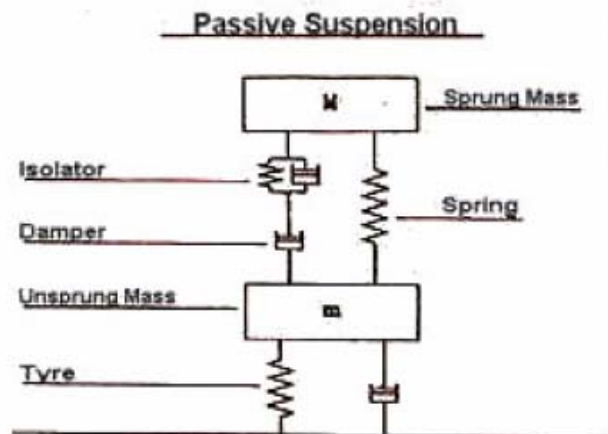 Passive Suspension
M
Sprung Mass
Isolator
Spring
Damper
Unsprung Mass
m
Tyre